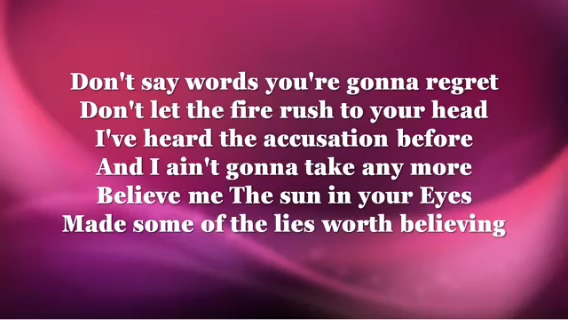 Don't say words you're gonna regret
Don't let the fire rush to your head
I've heard the accusation before
And I ain't gonna take any more
Believe me The sun in your Eyes
Made some of the lies worth believing